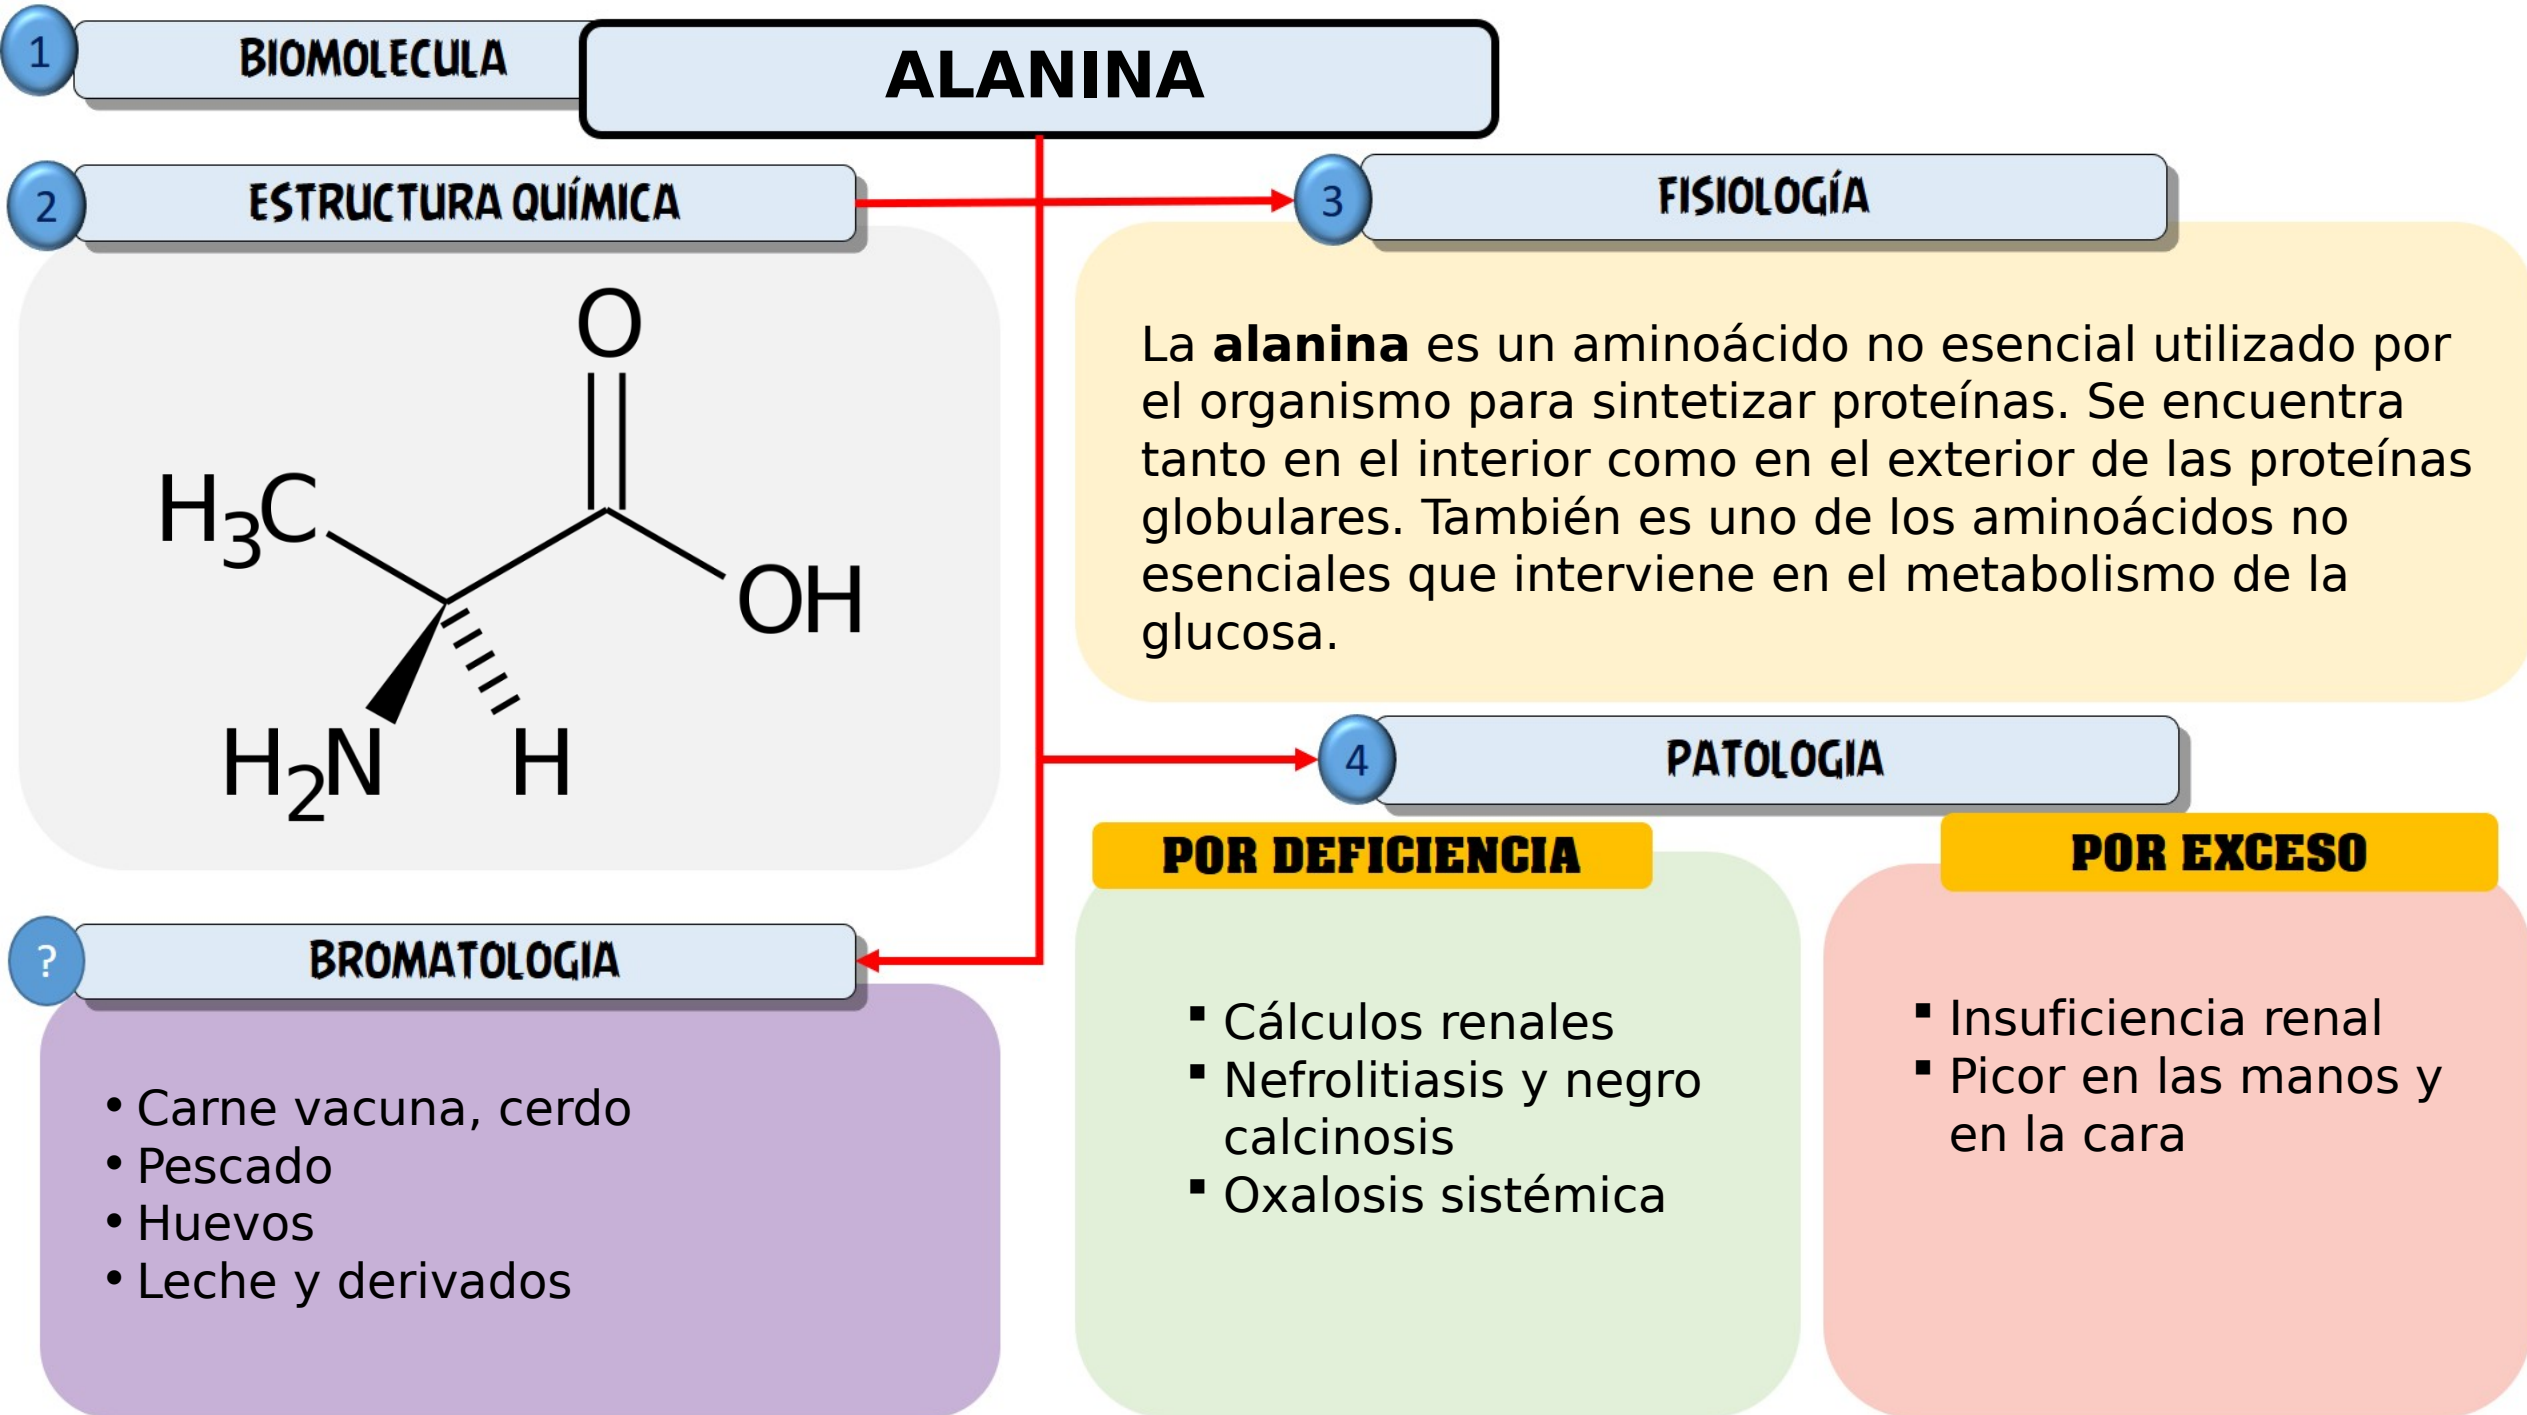 1
BIOMOLECULA
ALANINA
2
ESTRUCTURA QUÍMICA
O
H3C
OH
H2N
H
3
FISIOLOGÍA
La alanina es un aminoácido no esencial utilizado por
el organismo para sintetizar proteínas. Se encuentra
tanto en el interior como en el exterior de las proteínas
globulares. También es uno de los aminoácidos no
esenciales que interviene en el metabolismo de la
glucosa.
4
PATOLOGIA
POR DEFICIENCIA
▪ Cálculos renales
▪ Nefrolitiasis y negro
calcinosis
▪ Oxalosis sistémica
POR EXCESO
▪ Insuficiencia renal
▪ Picor en las manos y
en la cara
?
BROMATOLOGIA
• Carne vacuna, cerdo
• Pescado
• Huevos
• Leche y derivados